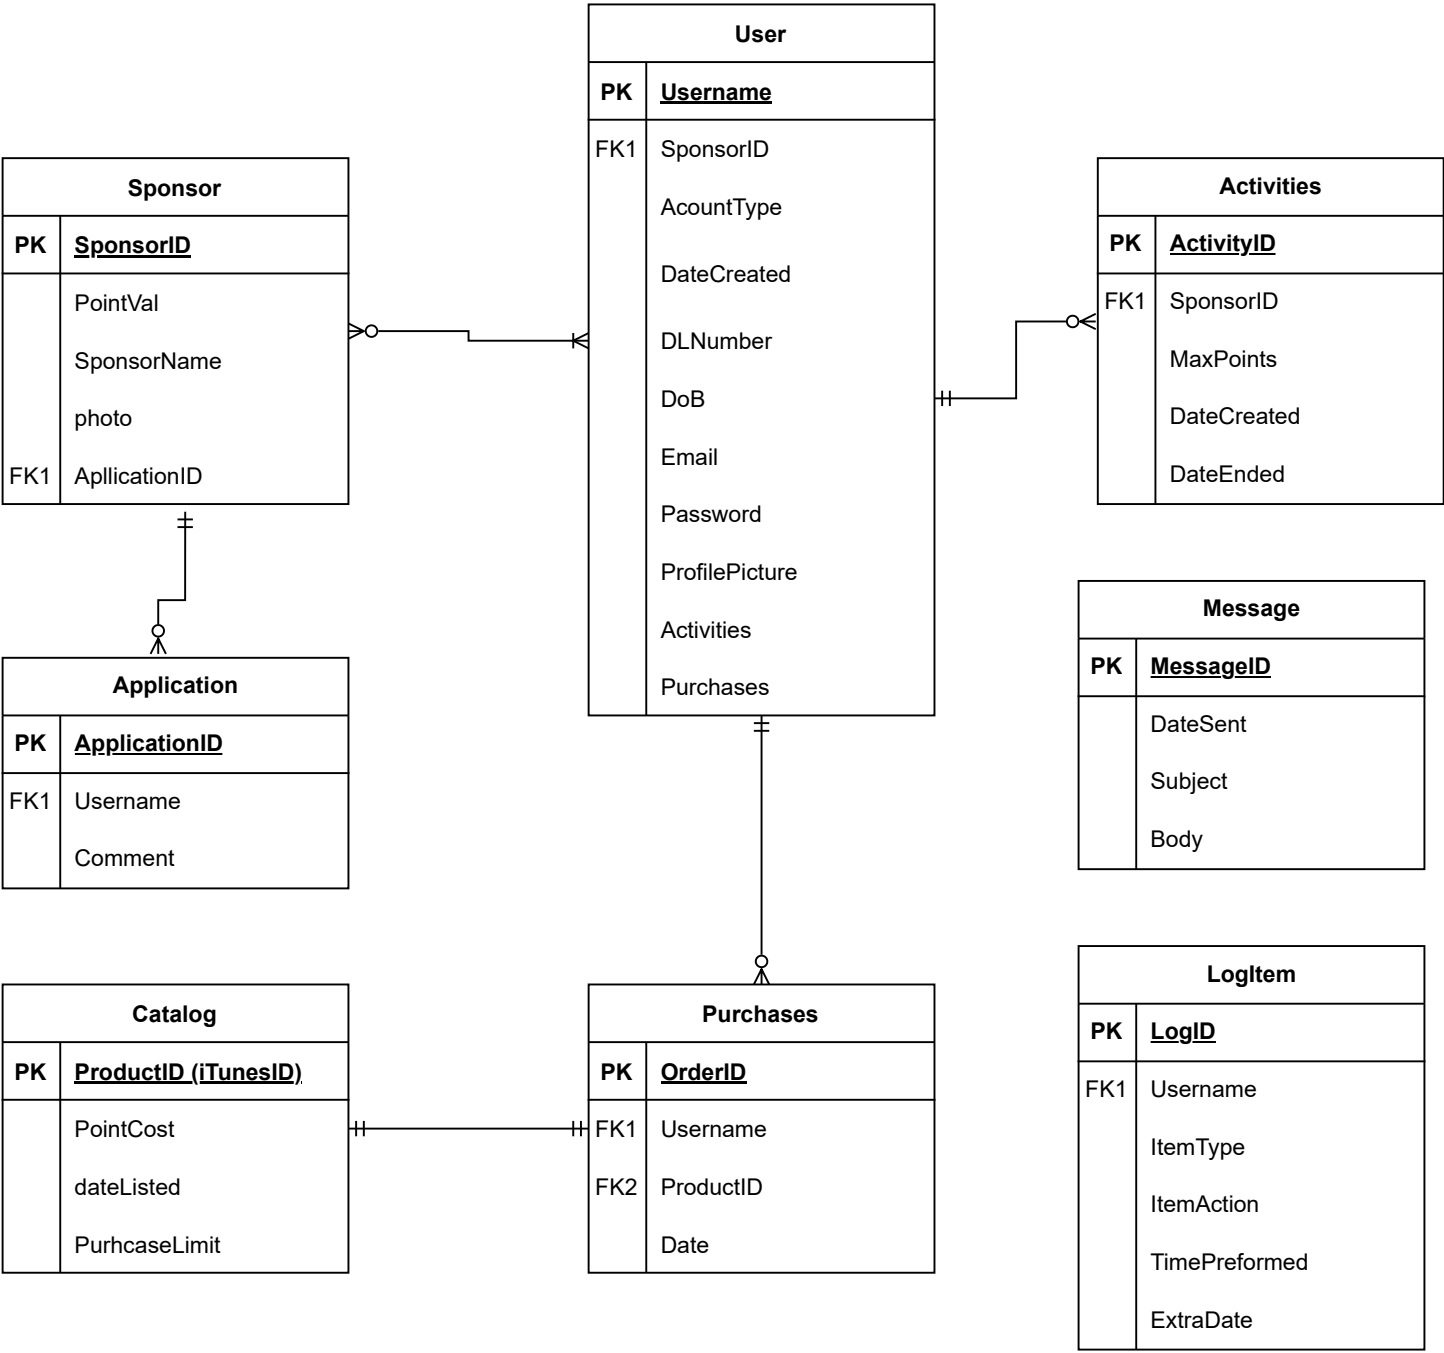 User
PK Username
FK1 SponsorID
AcountType
DateCreated
DLNumber
DoB
Email
Password
ProfilePicture
Activities
Purchases
Sponsor
PK SponsorID
PointVal
SponsorName
photo
FK1 ApllicationID
Activities
PK ActivityID
FK1 SponsorID
MaxPoints
DateCreated
DateEnded
Application
PK ApplicationID
FK1 Username
Comment
Message
PK MessageID
DateSent
Subject
Body
Catalog
PK ProductID (iTunesID)
PointCost
dateListed
PurhcaseLimit
Purchases
PK OrderID
FK1 Username
FK2 ProductID
Date
LogItem
PK LogID
FK1 Username
ItemType
ItemAction
TimePreformed
ExtraDate